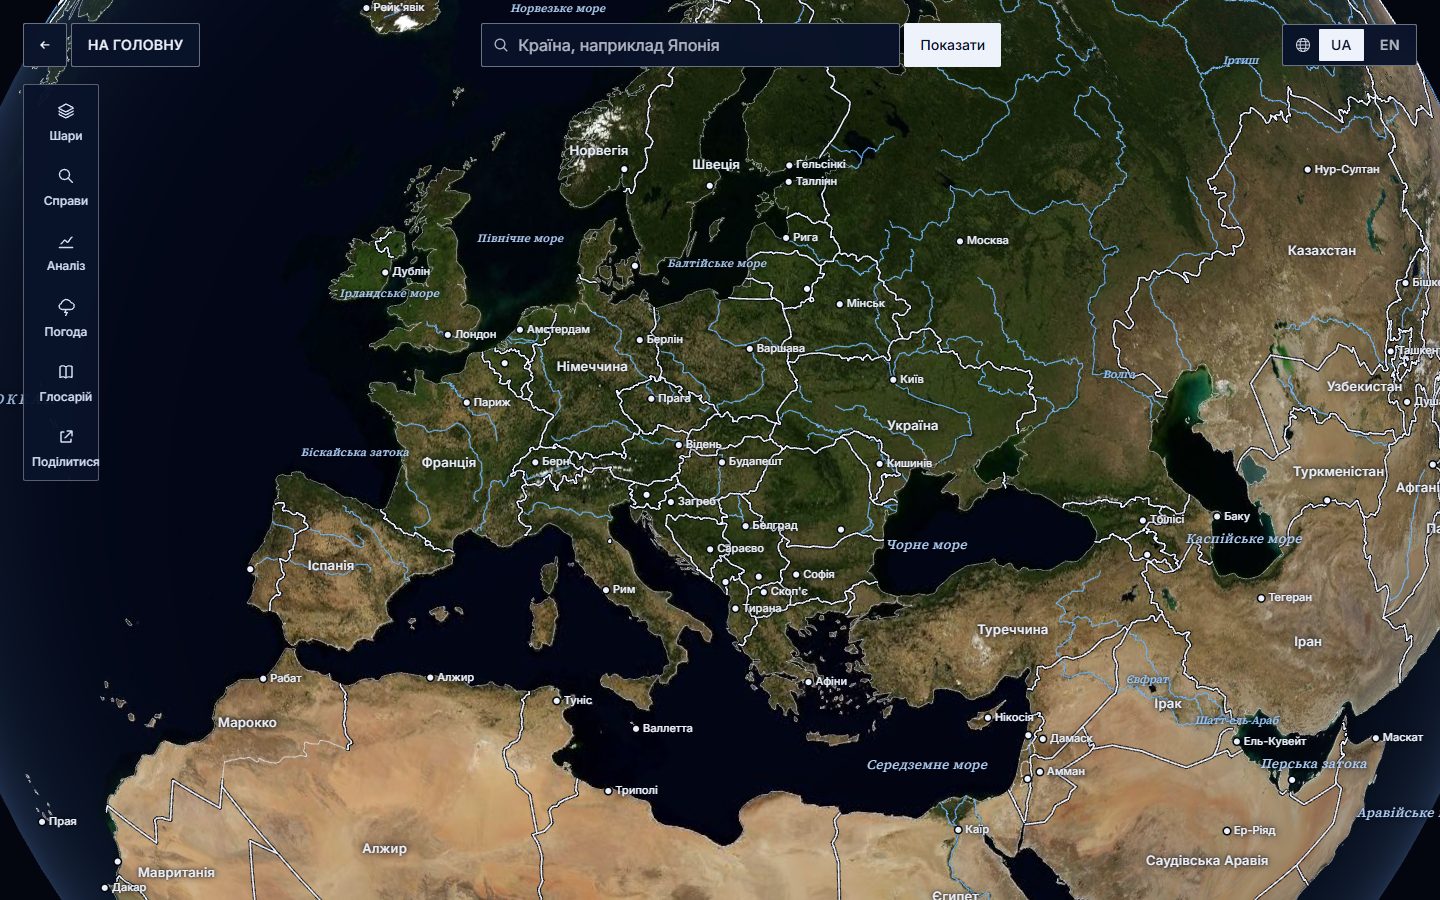 Рейк'явік
Норвезьке море
НА ГОЛОВНУ
Країна, наприклад Японія
Показати
UA
EN
Іртиш
Шари
Справи
Аналіз
Погода
Глосарій
Поділитися
Норвегія
Швеція
Гельсінкі
Таллінн
Нур-Султан
Північне море
Рига
Москва
Казахстан
Дублін
Балтійське море
Ірландське море
Мінськ
Лондон
Амстердам
Берлін
Варшава
Німеччина
Волга
Київ
Узбекистан
Париж
Прага
Україна
Відень
Біскайська затока
Франція
Берн
Будапешт
Кишинів
Туркменістан
Загреб
Белград
Тбілісі
Баку
Сараєво
Чорне море
Каспійське море
Іспанія
Софія
Рим
Скоп'є
Тегеран
Тирана
Туреччина
Іран
Рабат
Алжир
Афіни
Євфрат
Туніс
Ірак
Марокко
Валлетта
Нікосія
Шатт-ель-Араб
Дамаск
Ель-Кувейт
Маскат
Середземне море
Перська затока
Амман
Триполі
Прая
Каїр
Ер-Ріяд
Алжир
Саудівська Аравія
Мавританія
Дакар
Єгипет